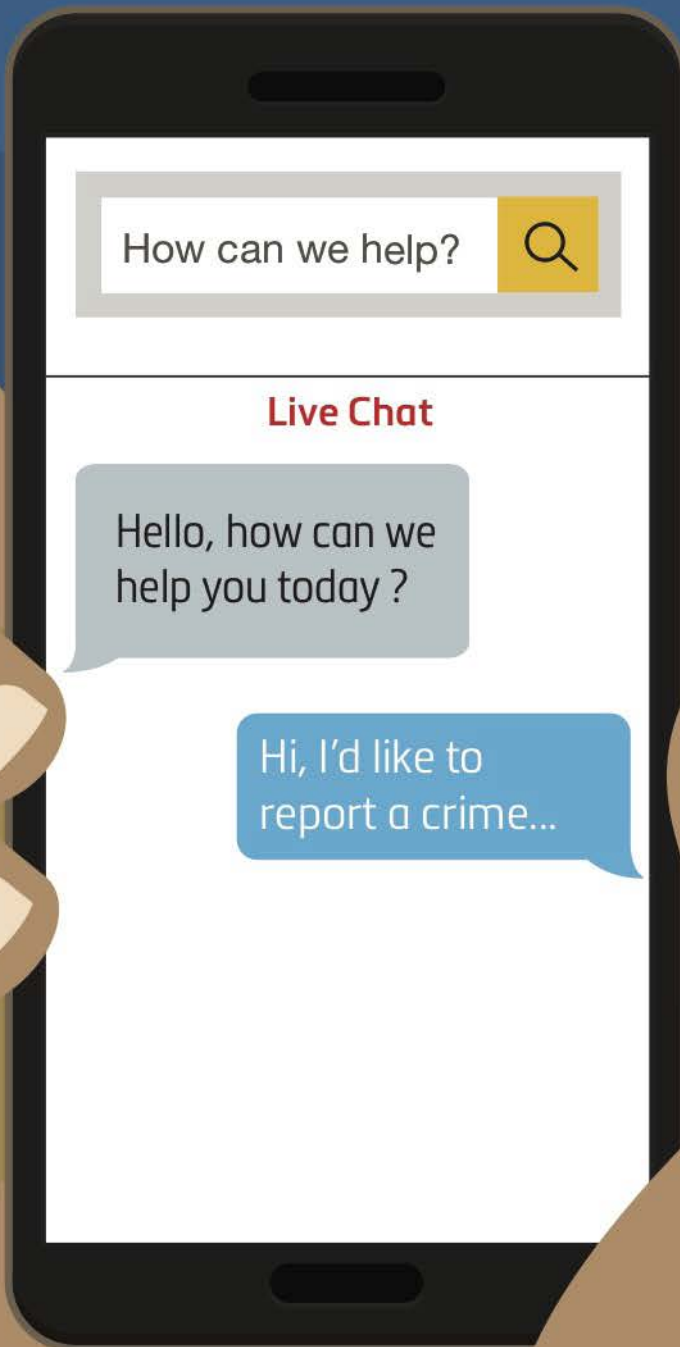 How can we help?
Live Chat
Hello, how can we
help you today ?
Hi, I'd like to
report a crime...